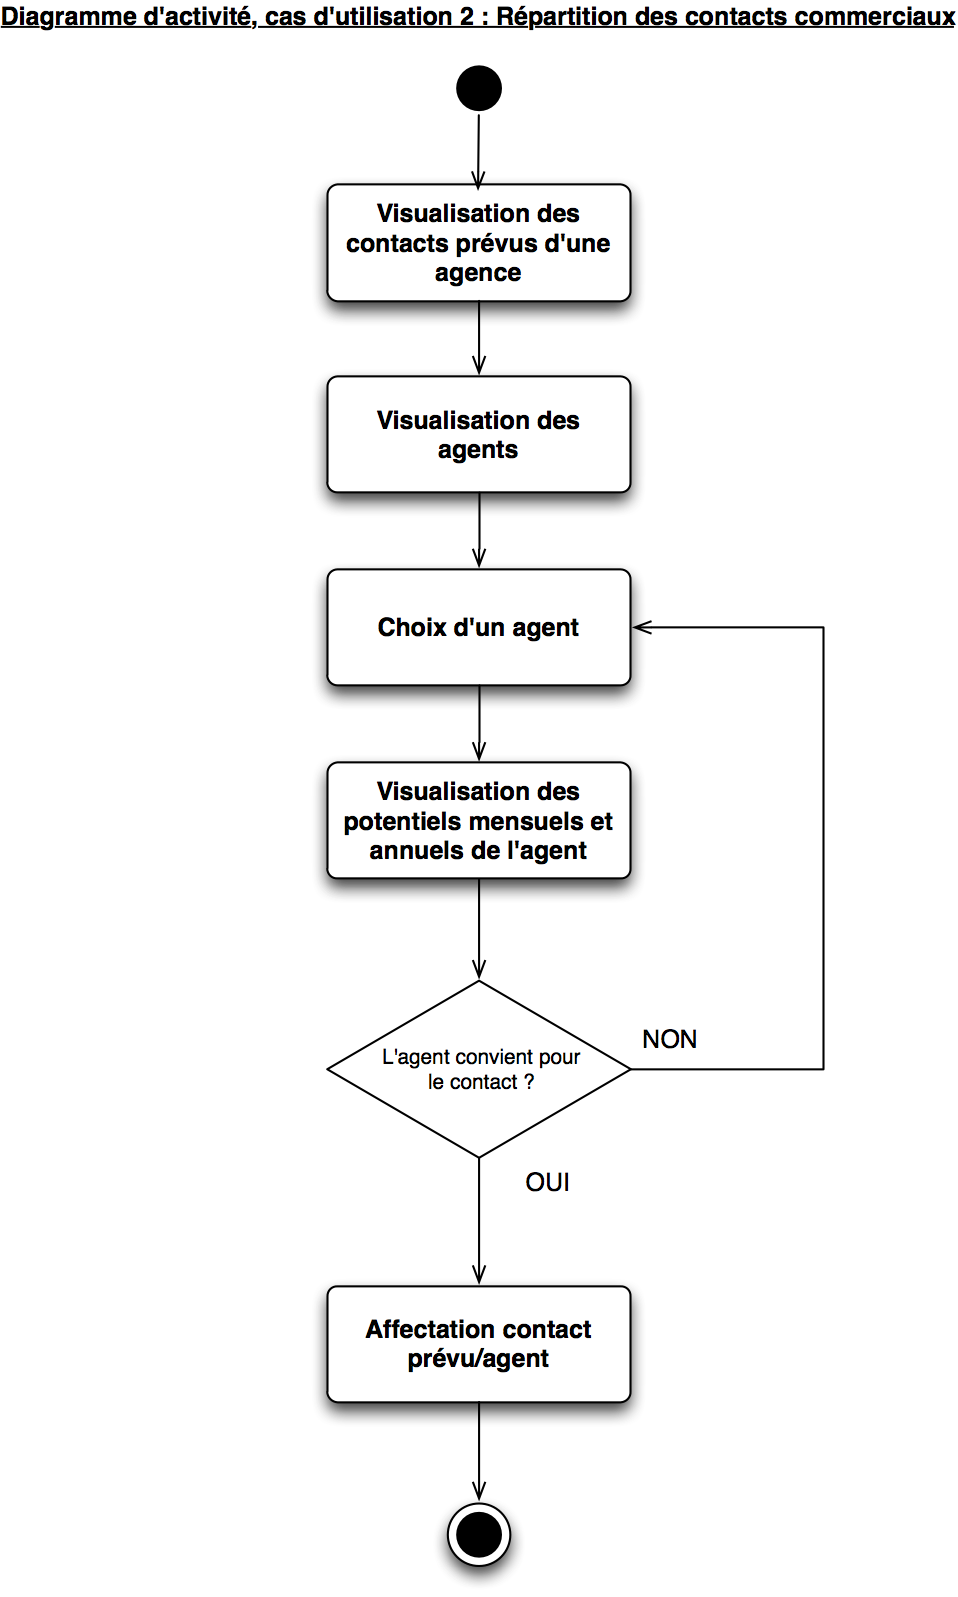 Diagramme d'activité, cas d'utilisation 2 : Répartition des contacts commerciaux
Visualisation des
contacts prévus d'une
agence
Visualisation des
agents
Choix d'un agent
Visualisation des
potentiels mensuels et
annuels de l'agent
L'agent convient pour
le contact ?
NON
OUI
Affectation contact
prévu/agent